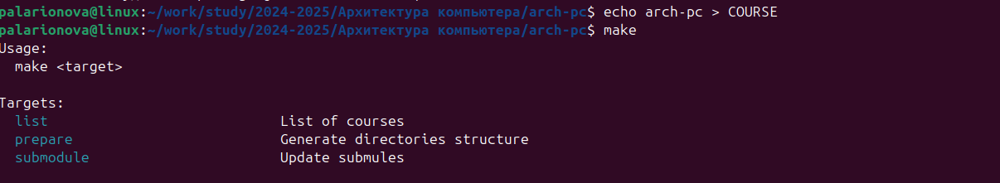 palarionova@linux:~/work/study/2024-2025/Архитектура компьютера/arch-pc$ echo arch-pc > COURSE
palarionova@linux:~/work/study/2024-2025/Архитектура компьютера/arch-pc$ make
Usage:
  make <target>

Targets:
  list                            List of courses
  prepare                         Generate directories structure
  submodule                       Update submules